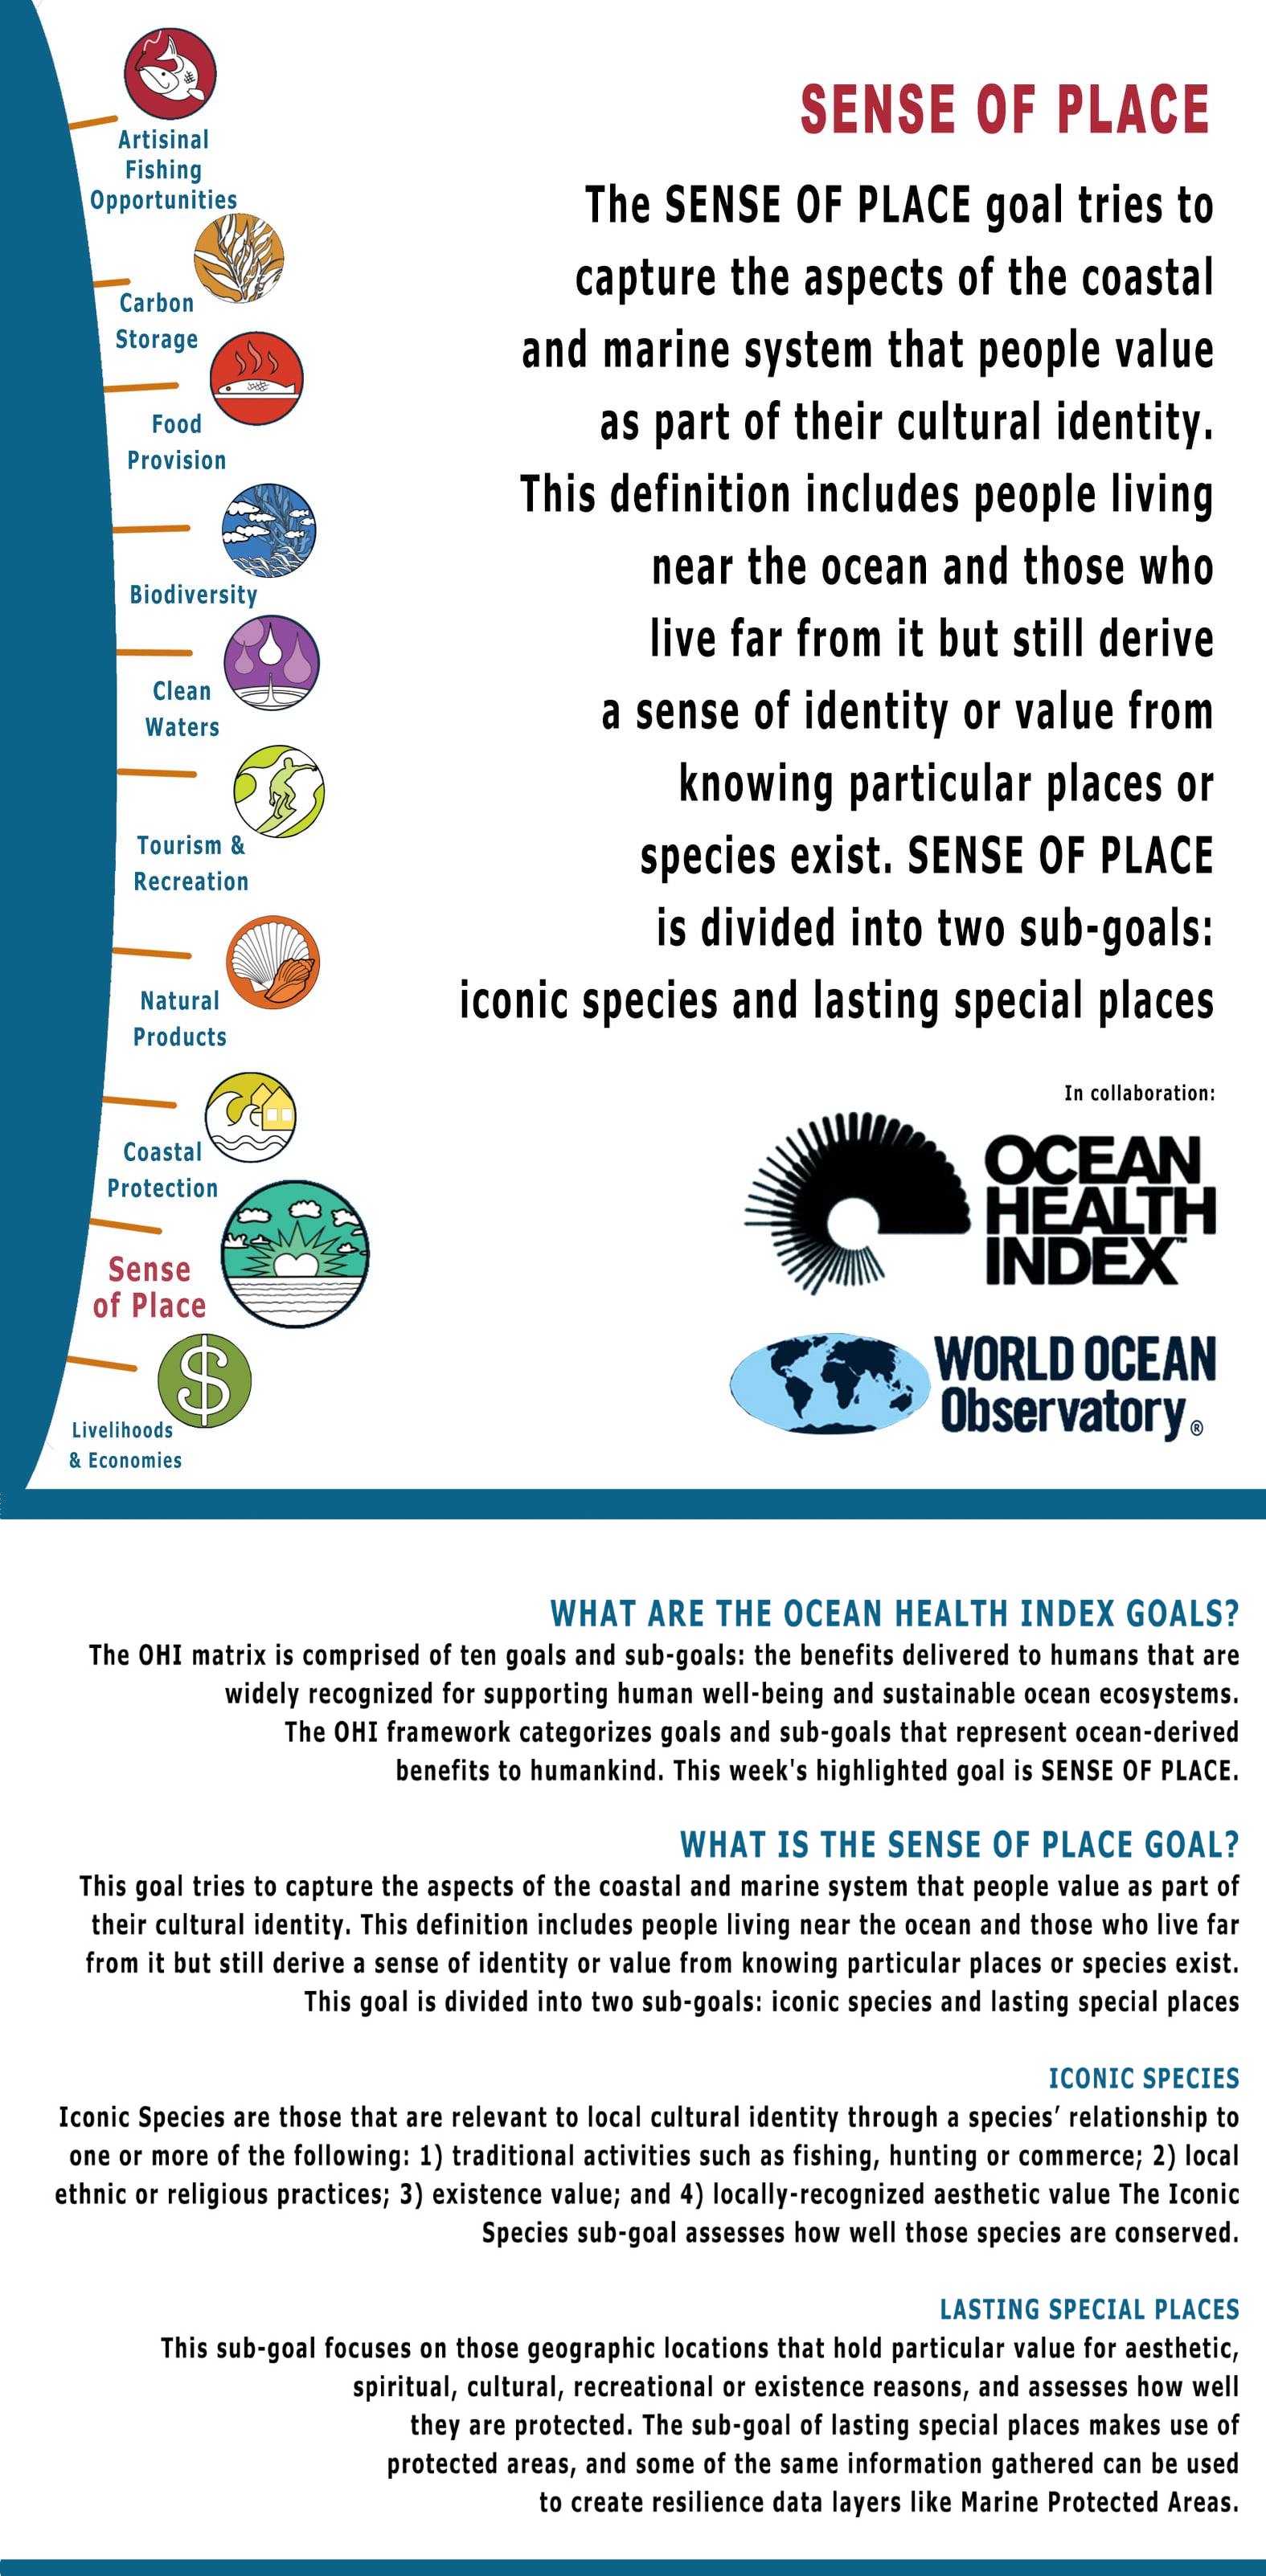 Artisinal
Fishing
Opportunities
Carbon
Storage
Food
Provision
Biodiversity
Clean
Waters
Tourism &
Recreation
Natural
Products
Coastal
Protection
Sense
of Place
$
Livelihoods
& Economies
SENSE OF PLACE
The SENSE OF PLACE goal tries to
capture the aspects of the coastal
and marine system that people value
as part of their cultural identity.
This definition includes people living
near the ocean and those who
live far from it but still derive
a sense of identity or value from
knowing particular places or
species exist. SENSE OF PLACE
is divided into two sub-goals:
iconic species and lasting special places
In collaboration:
OCEAN
HEALTH
INDEX™
WORLD OCEAN
Observatory®
WHAT ARE THE OCEAN HEALTH INDEX GOALS?
The OHI matrix is comprised of ten goals and sub-goals: the benefits delivered to humans that are
widely recognized for supporting human well-being and sustainable ocean ecosystems.
The OHI framework categorizes goals and sub-goals that represent ocean-derived
benefits to humankind. This week's highlighted goal is SENSE OF PLACE.
WHAT IS THE SENSE OF PLACE GOAL?
This goal tries to capture the aspects of the coastal and marine system that people value as part of
their cultural identity. This definition includes people living near the ocean and those who live far
from it but still derive a sense of identity or value from knowing particular places or species exist.
This goal is divided into two sub-goals: iconic species and lasting special places
ICONIC SPECIES
Iconic Species are those that are relevant to local cultural identity through a species’ relationship to
one or more of the following: 1) traditional activities such as fishing, hunting or commerce; 2) local
ethnic or religious practices; 3) existence value; and 4) locally-recognized aesthetic value The Iconic
Species sub-goal assesses how well those species are conserved.
LASTING SPECIAL PLACES
This sub-goal focuses on those geographic locations that hold particular value for aesthetic,
spiritual, cultural, recreational or existence reasons, and assesses how well
they are protected. The sub-goal of lasting special places makes use of
protected areas, and some of the same information gathered can be used
to create resilience data layers like Marine Protected Areas.